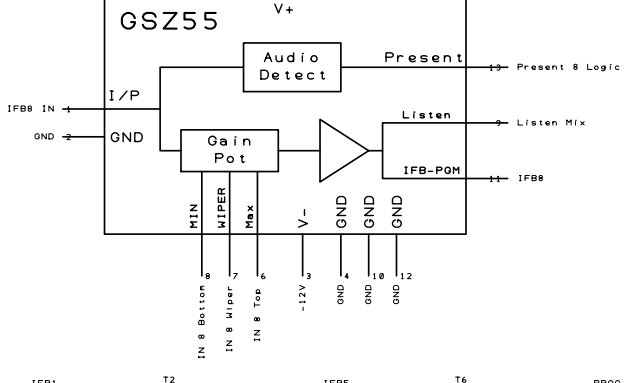 V+
GSZ55
Audio
Detect
Present
13 Present 8 Logic
I/P
IFB8 IN 1
Listen
9 Listen Mix
GND 2
GND
Gain
Pot
IFB-PGM
11 IFB8
MIN
WIPER
Max
V-
GND
GND
GND
8
7
6
3
4
10
12
IN 8 Bottom
IN 8 Wiper
IN 8 Top
-12V
GND
GND
GND
T2
T6